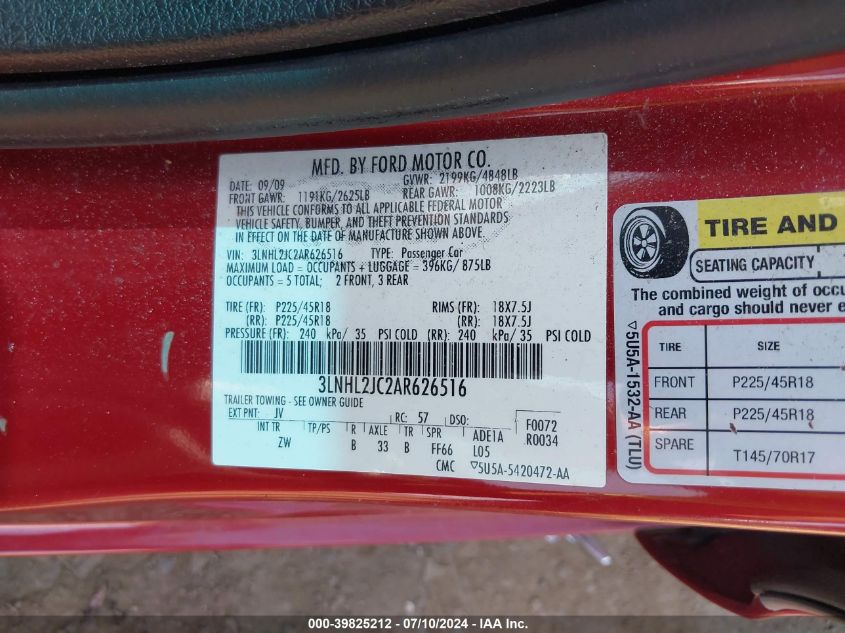 MFD. BY FORD MOTOR CO.
DATE: 09/09 GVWR: 2199KG/4848LB
FRONT GAWR: 1191KG/2625LB REAR GAWR: 1008KG/2223LB
THIS VEHICLE CONFORMS TO ALL APPLICABLE FEDERAL MOTOR
VEHICLE SAFETY, BUMPER, AND THEFT PREVENTION STANDARDS
IN EFFECT ON THE DATE OF MANUFACTURE SHOWN ABOVE.
VIN: 3LNHL2JC2AR626516 TYPE: Passenger Car
MAXIMUM LOAD = OCCUPANTS + LUGGAGE = 396KG/ 875LB
OCCUPANTS = 5 TOTAL; 2 FRONT, 3 REAR
TIRE (FR): P225/45R18 RIMS (FR): 18X7.5J
(RR): P225/45R18 (RR): 18X7.5J
PRESSURE (FR): 240 kPa/ 35 PSI COLD (RR): 240 kPa/ 35 PSI COLD
3LNHL2JC2AR626516
TRAILER TOWING - SEE OWNER GUIDE
EXT PNT: JV RC: 57 DSO: F0072
INT TR TP/PS R AXLE TR SPR ADE1A R0034
ZW B 33 B FF66 L05
CMC ▽5U5A-5420472-AA
TIRE AND
SEATING CAPACITY
The combined weight of occu
and cargo should never e
TIRE SIZE
FRONT P225/45R18
REAR P225/45R18
SPARE T145/70R17
▽5U5A-1532-AA (TLU)
000-39825212 - 07/10/2024 - IAAI.com